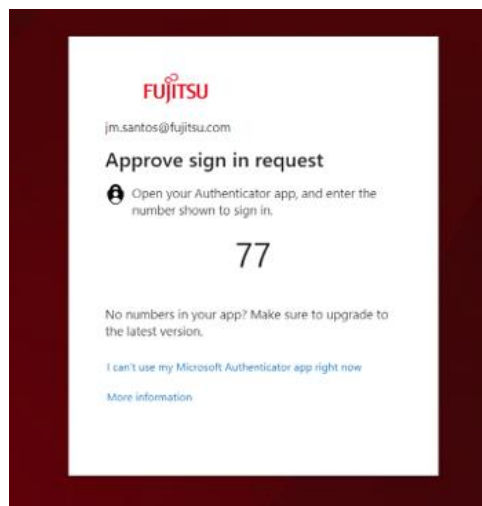 FUJITSU
jm.santos@fujitsu.com
Approve sign in request
Open your Authenticator app, and enter the
number shown to sign in.
77
No numbers in your app? Make sure to upgrade to
the latest version.
I can't use my Microsoft Authenticator app right now
More information